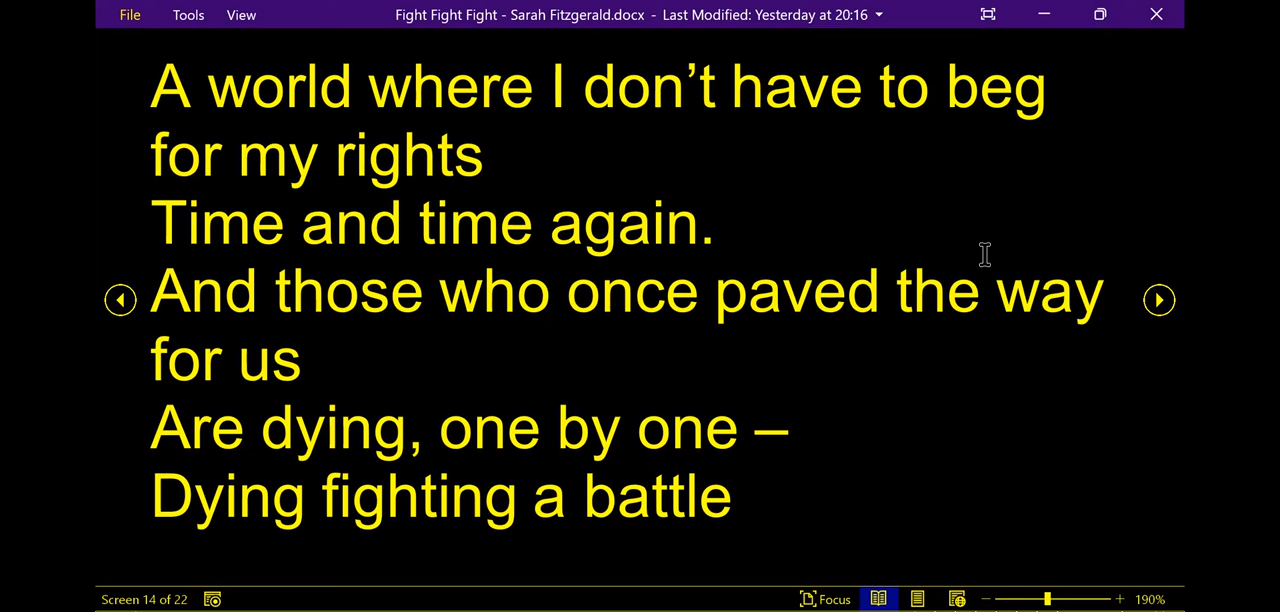 File Tools View Fight Fight Fight - Sarah Fitzgerald.docx - Last Modified: Yesterday at 20:16
A world where I don’t have to beg
for my rights
Time and time again.
And those who once paved the way
for us
Are dying, one by one –
Dying fighting a battle
Screen 14 of 22 Focus 190%